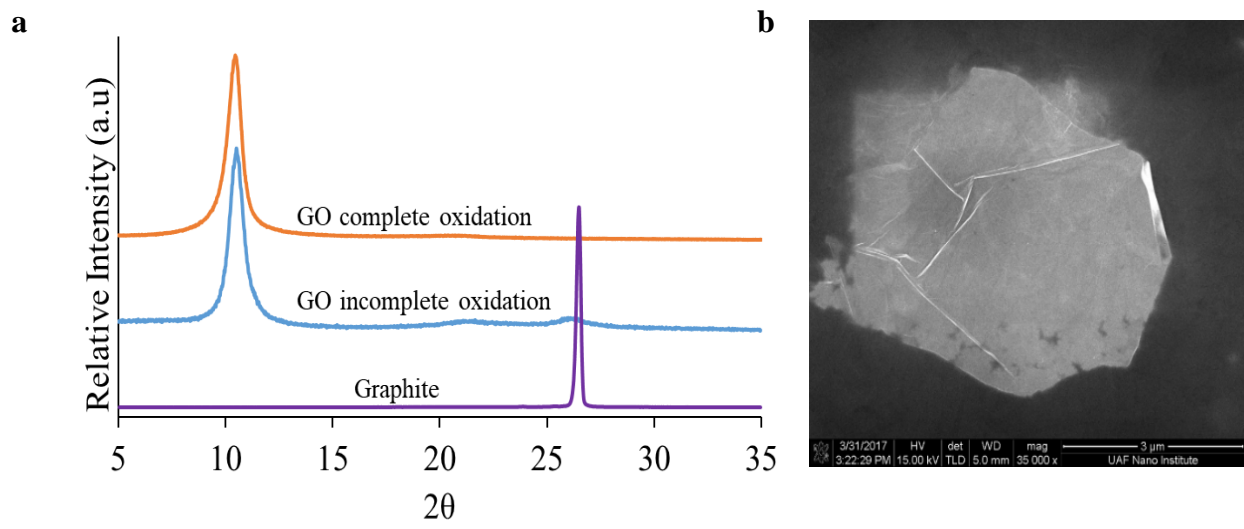 a
b
Relative Intensity (a.u)
GO complete oxidation
GO incomplete oxidation
Graphite
5 10 15 20 25 30 35
2θ
3/31/2017 HV det WD mag 3 µm
3:22:29 PM 15.00 kV TLD 5.0 mm 35 000 x UAF Nano Institute